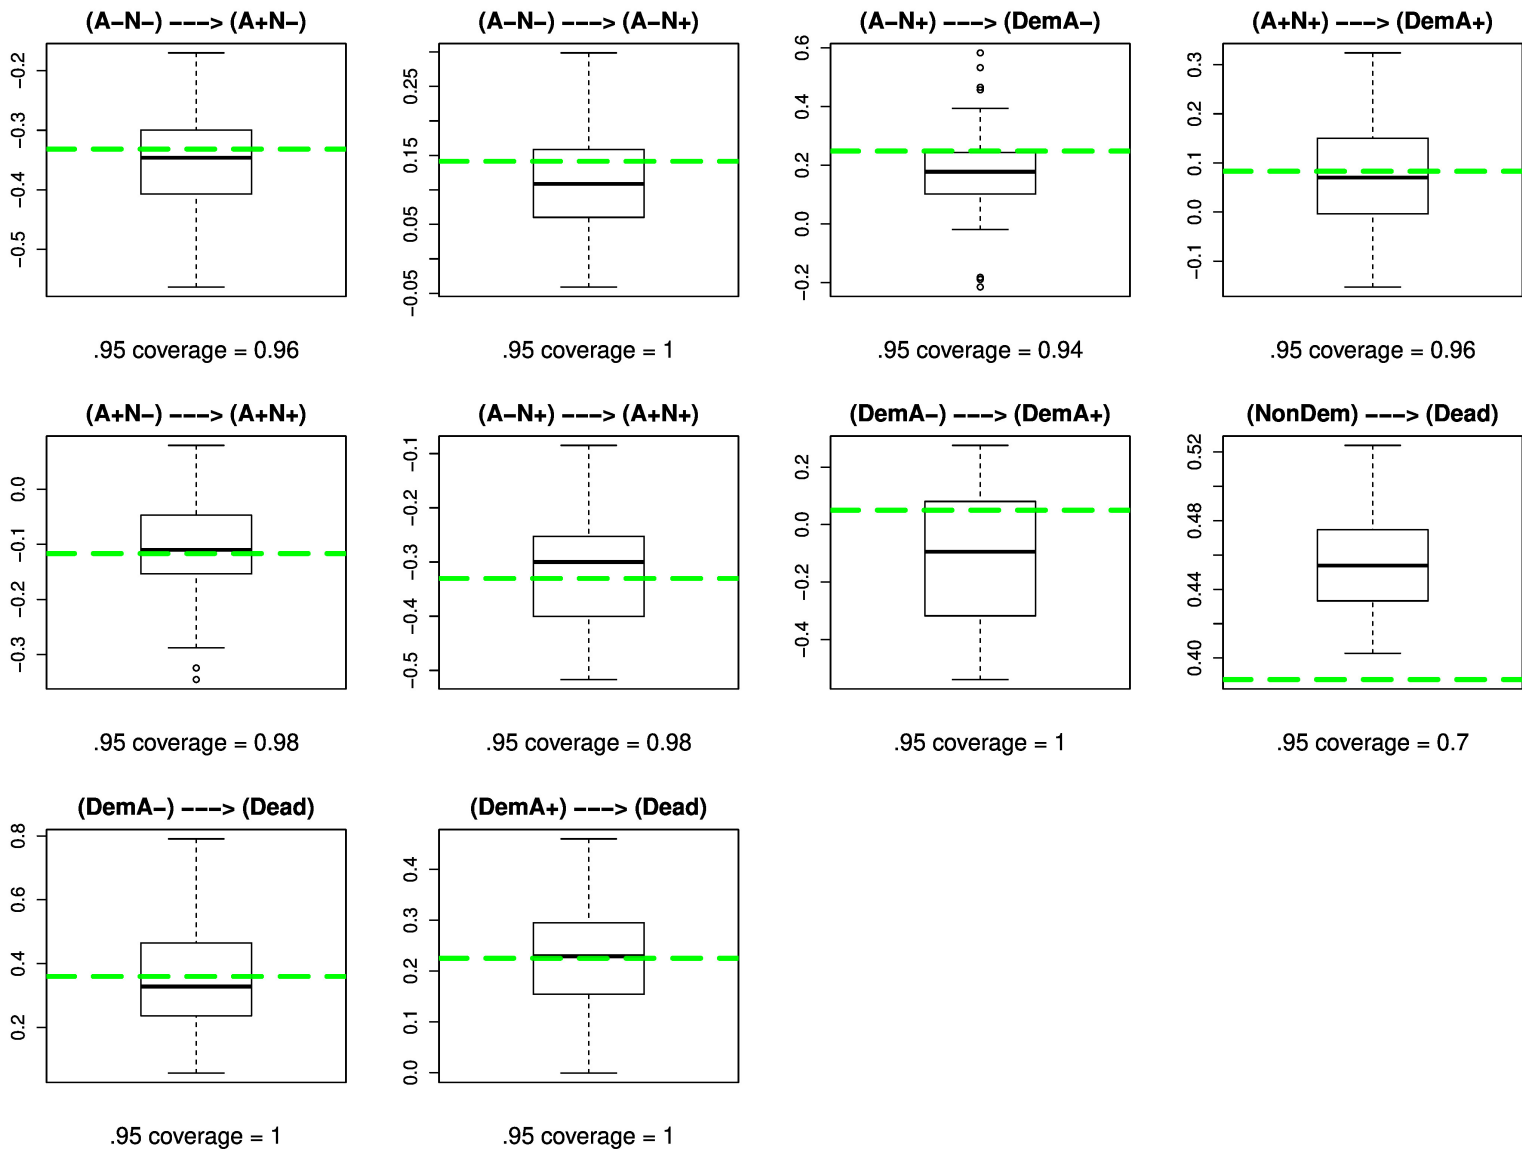 (A−N−) −−−> (A+N−)
−0.2
−0.3
−0.4
−0.5
.95 coverage = 0.96
(A−N−) −−−> (A−N+)
0.25
0.15
0.05
−0.05
.95 coverage = 1
(A−N+) −−−> (DemA−)
0.6
0.4
0.2
0.0
−0.2
.95 coverage = 0.94
(A+N+) −−−> (DemA+)
0.3
0.2
0.1
0.0
−0.1
.95 coverage = 0.96
(A+N−) −−−> (A+N+)
0.0
−0.1
−0.2
−0.3
.95 coverage = 0.98
(A−N+) −−−> (A+N+)
−0.1
−0.2
−0.3
−0.4
−0.5
.95 coverage = 0.98
(DemA−) −−−> (DemA+)
0.2
0.0
−0.2
−0.4
.95 coverage = 1
(NonDem) −−−> (Dead)
0.52
0.48
0.44
0.40
.95 coverage = 0.7
(DemA−) −−−> (Dead)
0.8
0.6
0.4
0.2
.95 coverage = 1
(DemA+) −−−> (Dead)
0.4
0.3
0.2
0.1
0.0
.95 coverage = 1